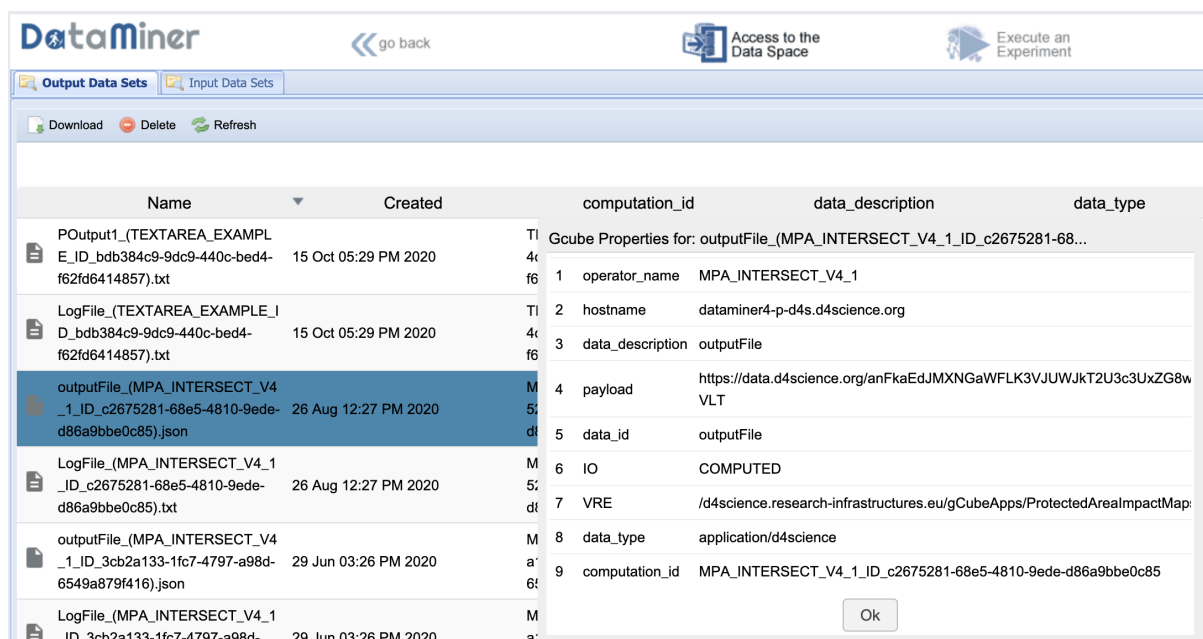 DataMiner
go back
Access to the
Data Space
Execute an
Experiment
Output Data Sets
Input Data Sets
Download
Delete
Refresh
Name
Created
computation_id
data_description
data_type
POutput1_(TEXTAREA_EXAMPL
E_ID_bdb384c9-9dc9-440c-bed4-
f62fd6414857).txt
15 Oct 05:29 PM 2020
LogFile_(TEXTAREA_EXAMPLE_I
D_bdb384c9-9dc9-440c-bed4-
f62fd6414857).txt
15 Oct 05:29 PM 2020
outputFile_(MPA_INTERSECT_V4
_1_ID_c2675281-68e5-4810-9ede-
d86a9bbe0c85).json
26 Aug 12:27 PM 2020
LogFile_(MPA_INTERSECT_V4_1
_ID_c2675281-68e5-4810-9ede-
d86a9bbe0c85).txt
26 Aug 12:27 PM 2020
outputFile_(MPA_INTERSECT_V4
_1_ID_3cb2a133-1fc7-4797-a98d-
6549a879f416).json
29 Jun 03:26 PM 2020
LogFile_(MPA_INTERSECT_V4_1
_ID_3cb2a133-1fc7-4797-a98d-
29 Jun 03:26 PM 2020
Gcube Properties for: outputFile_(MPA_INTERSECT_V4_1_ID_c2675281-68...
1 operator_name MPA_INTERSECT_V4_1
2 hostname dataminer4-p-d4s.d4science.org
3 data_description outputFile
4 payload https://data.d4science.org/anFkaEdJMXNGaWFLK3VJUWJkT2U3c3UxZG8w
VLT
5 data_id outputFile
6 IO COMPUTED
7 VRE /d4science.research-infrastructures.eu/gCubeApps/ProtectedAreaImpactMaps
8 data_type application/d4science
9 computation_id MPA_INTERSECT_V4_1_ID_c2675281-68e5-4810-9ede-d86a9bbe0c85
Ok